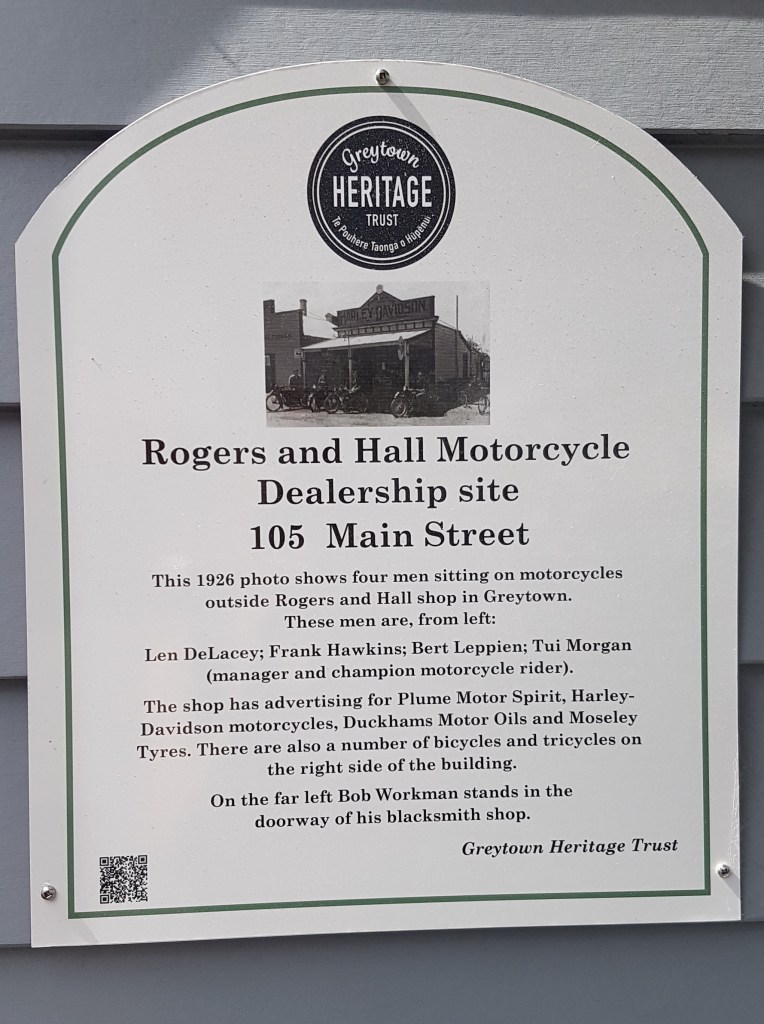 Greytown
HERITAGE
TRUST
Te Pouhere Taonga o Hūpēnui.
HARLEY-DAVIDSON
Rogers and Hall Motorcycle
Dealership site
105 Main Street
This 1926 photo shows four men sitting on motorcycles
outside Rogers and Hall shop in Greytown.
These men are, from left:
Len DeLacey; Frank Hawkins; Bert Leppien; Tui Morgan
(manager and champion motorcycle rider).
The shop has advertising for Plume Motor Spirit, Harley-
Davidson motorcycles, Duckhams Motor Oils and Moseley
Tyres. There are also a number of bicycles and tricycles on
the right side of the building.
On the far left Bob Workman stands in the
doorway of his blacksmith shop.
Greytown Heritage Trust